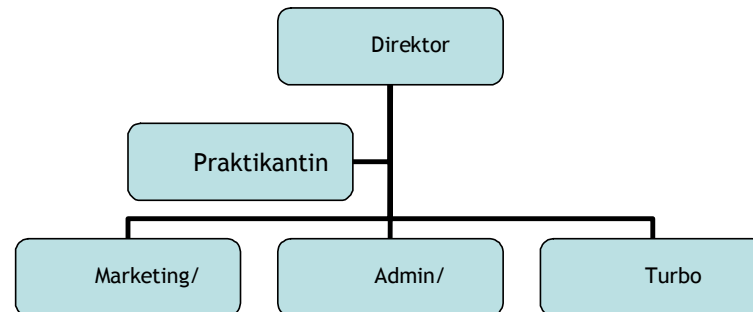 Direktor
Praktikantin
Marketing/
Admin/
Turbo